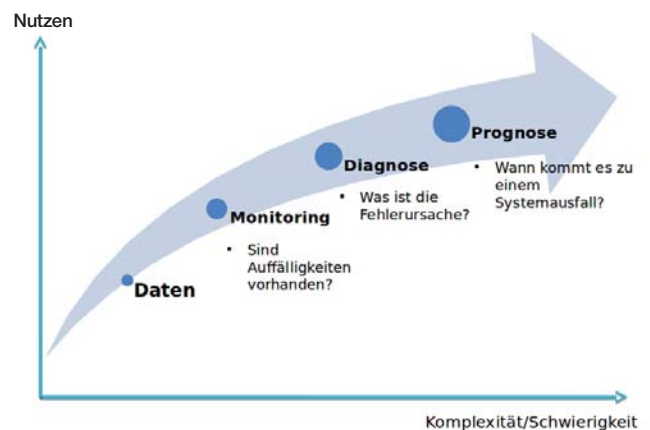 Nutzen
Prognose
• Wann kommt es zu
einem
Systemausfall?
Diagnose
• Was ist die
Fehlerursache?
Monitoring
• Sind
Auffälligkeiten
vorhanden?
Daten
Komplexität/Schwierigkeit